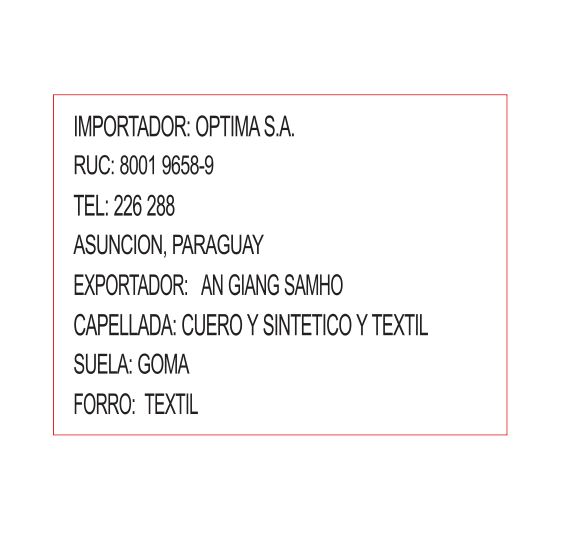 IMPORTADOR: OPTIMA S.A.
RUC: 8001 9658-9
TEL: 226 288
ASUNCION, PARAGUAY
EXPORTADOR: AN GIANG SAMHO
CAPELLADA: CUERO Y SINTETICO Y TEXTIL
SUELA: GOMA
FORRO: TEXTIL